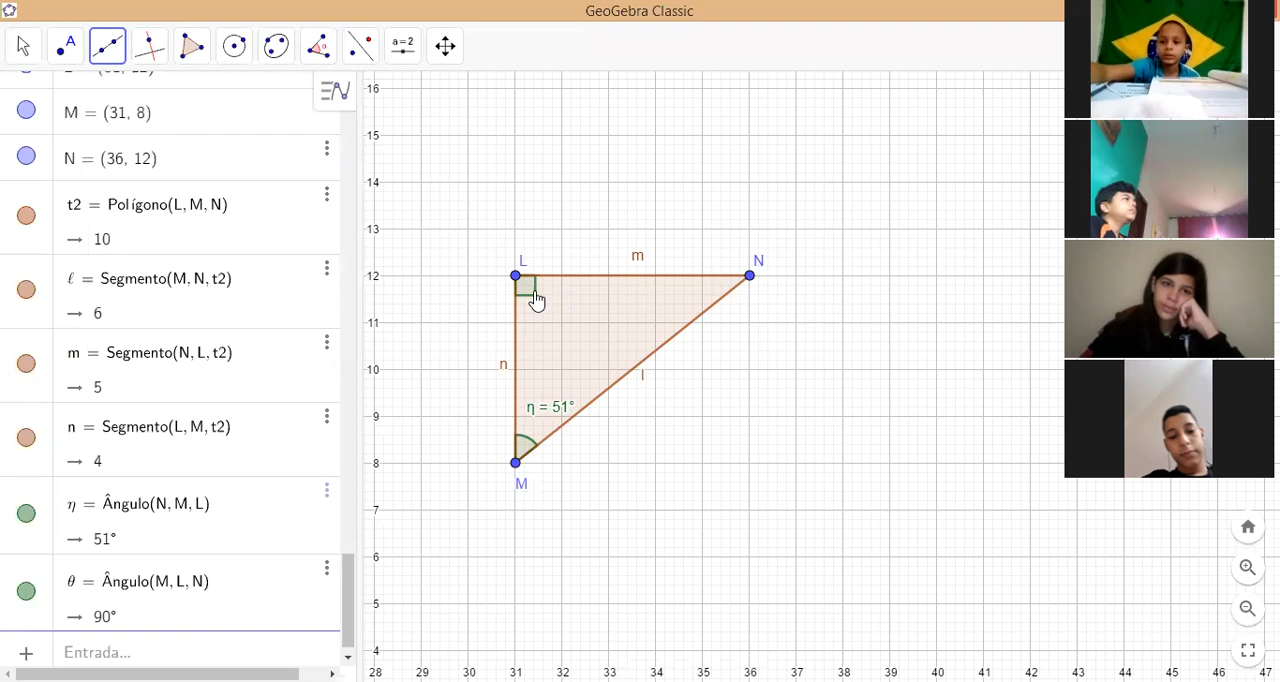 GeoGebra Classic
A
a=2
M = (31, 8)
N = (36, 12)
t2 = Polígono(L, M, N)
→ 10
ℓ = Segmento(M, N, t2)
→ 6
m = Segmento(N, L, t2)
→ 5
n = Segmento(L, M, t2)
→ 4
η = Ângulo(N, M, L)
→ 51°
θ = Ângulo(M, L, N)
→ 90°
+ Entrada...
16
15
14
13
12
11
10
9
8
7
6
5
4
L
m
N
n
l
η = 51°
M
28 29 30 31 32 33 34 35 36 37 38 39 40 41 42 43 44 45 46 47